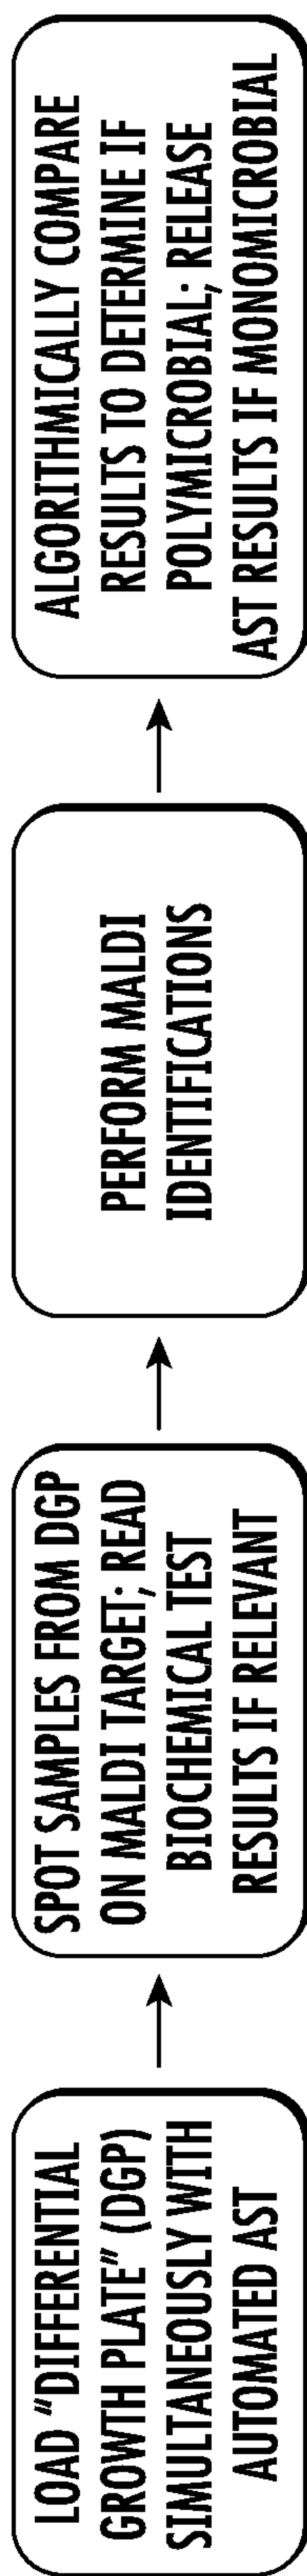 LOAD “DIFFERENTIAL
GROWTH PLATE” (DGP)
SIMULTANEOUSLY WITH
AUTOMATED AST
SPOT SAMPLES FROM DGP
ON MALDI TARGET; READ
BIOCHEMICAL TEST
RESULTS IF RELEVANT
PERFORM MALDI
IDENTIFICATIONS
ALGORITHMICALLY COMPARE
RESULTS TO DETERMINE IF
POLYMICROBIAL; RELEASE
AST RESULTS IF MONOMICROBIAL